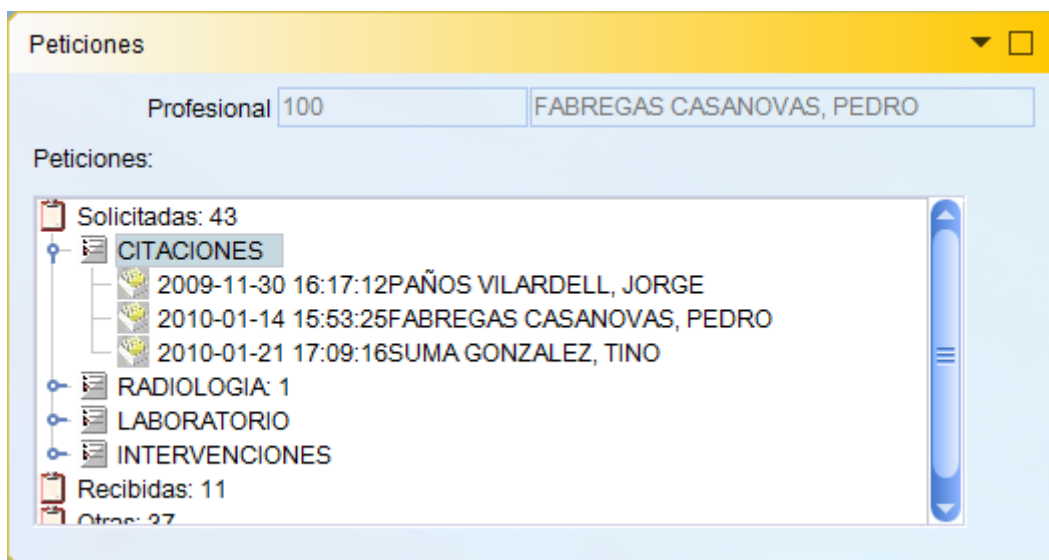 Peticiones
Profesional 100 FABREGAS CASANOVAS, PEDRO
Peticiones:
Solicitadas: 43
CITACIONES
2009-11-30 16:17:12PAÑOS VILARDELL, JORGE
2010-01-14 15:53:25FABREGAS CASANOVAS, PEDRO
2010-01-21 17:09:16SUMA GONZALEZ, TINO
RADIOLOGIA: 1
LABORATORIO
INTERVENCIONES
Recibidas: 11
Otras: 37